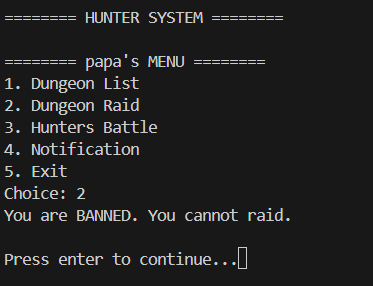 ======== HUNTER SYSTEM ========
======== papa's MENU ========
1. Dungeon List
2. Dungeon Raid
3. Hunters Battle
4. Notification
5. Exit
Choice: 2
You are BANNED. You cannot raid.
Press enter to continue...